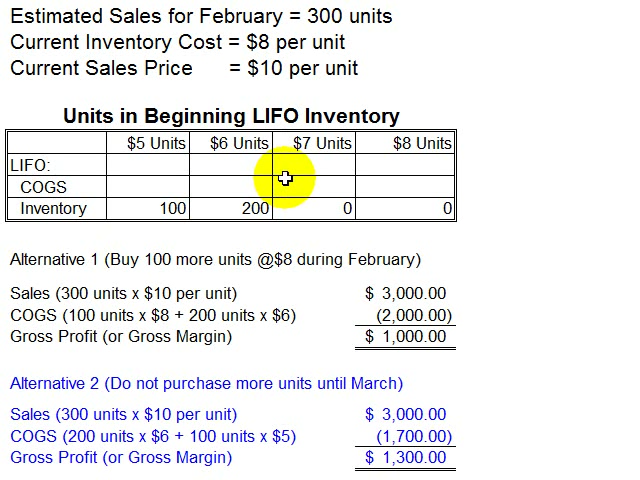 Estimated Sales for February = 300 units
Current Inventory Cost = $8 per unit
Current Sales Price = $10 per unit
Units in Beginning LIFO Inventory
$5 Units $6 Units $7 Units $8 Units
LIFO:
COGS
Inventory 100 200 0 0
Alternative 1 (Buy 100 more units @$8 during February)
Sales (300 units x $10 per unit) $ 3,000.00
COGS (100 units x $8 + 200 units x $6) (2,000.00)
Gross Profit (or Gross Margin) $ 1,000.00
Alternative 2 (Do not purchase more units until March)
Sales (300 units x $10 per unit) $ 3,000.00
COGS (200 units x $6 + 100 units x $5) (1,700.00)
Gross Profit (or Gross Margin) $ 1,300.00